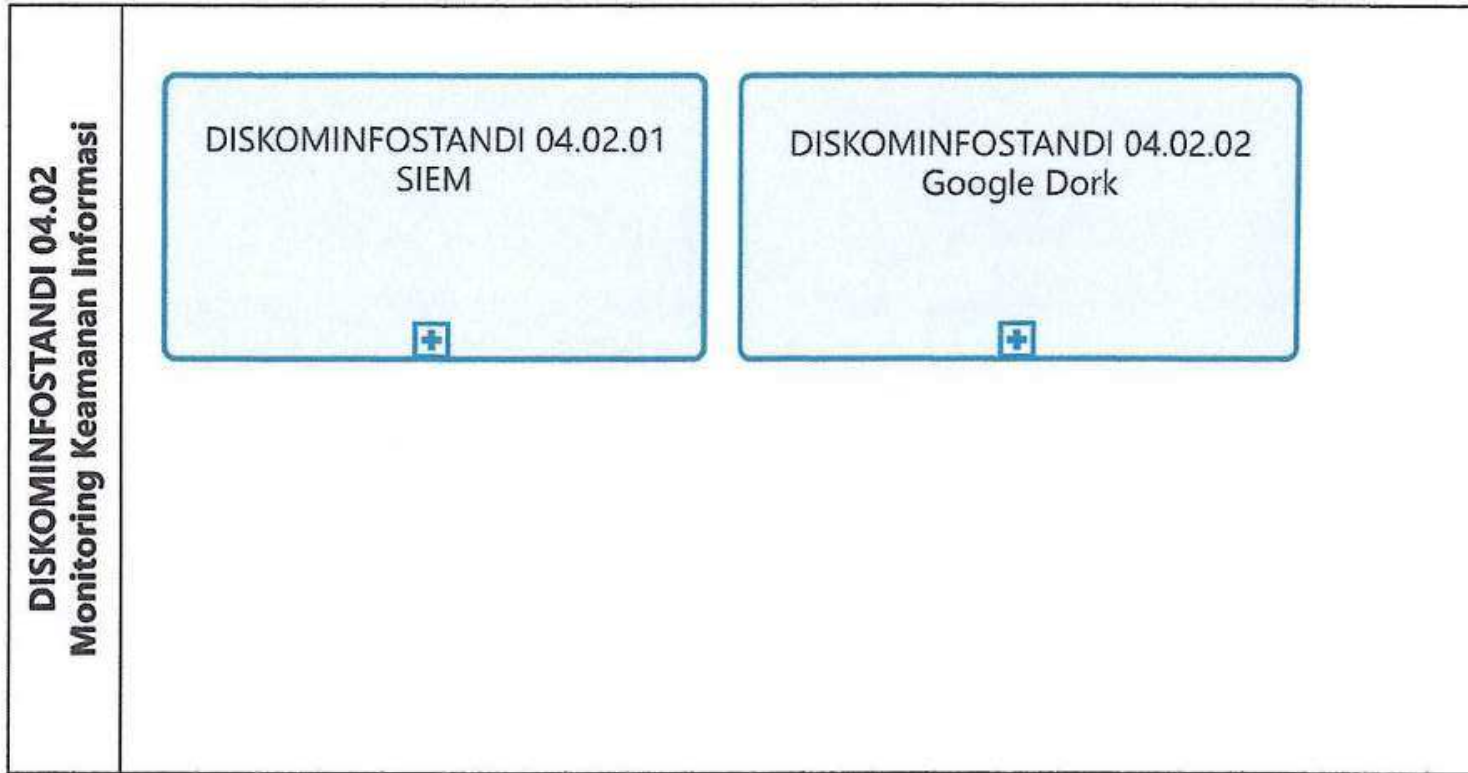 DISKOMINFOSTANDI 04.02
Monitoring Keamanan Informasi
DISKOMINFOSTANDI 04.02.01
SIEM
DISKOMINFOSTANDI 04.02.02
Google Dork